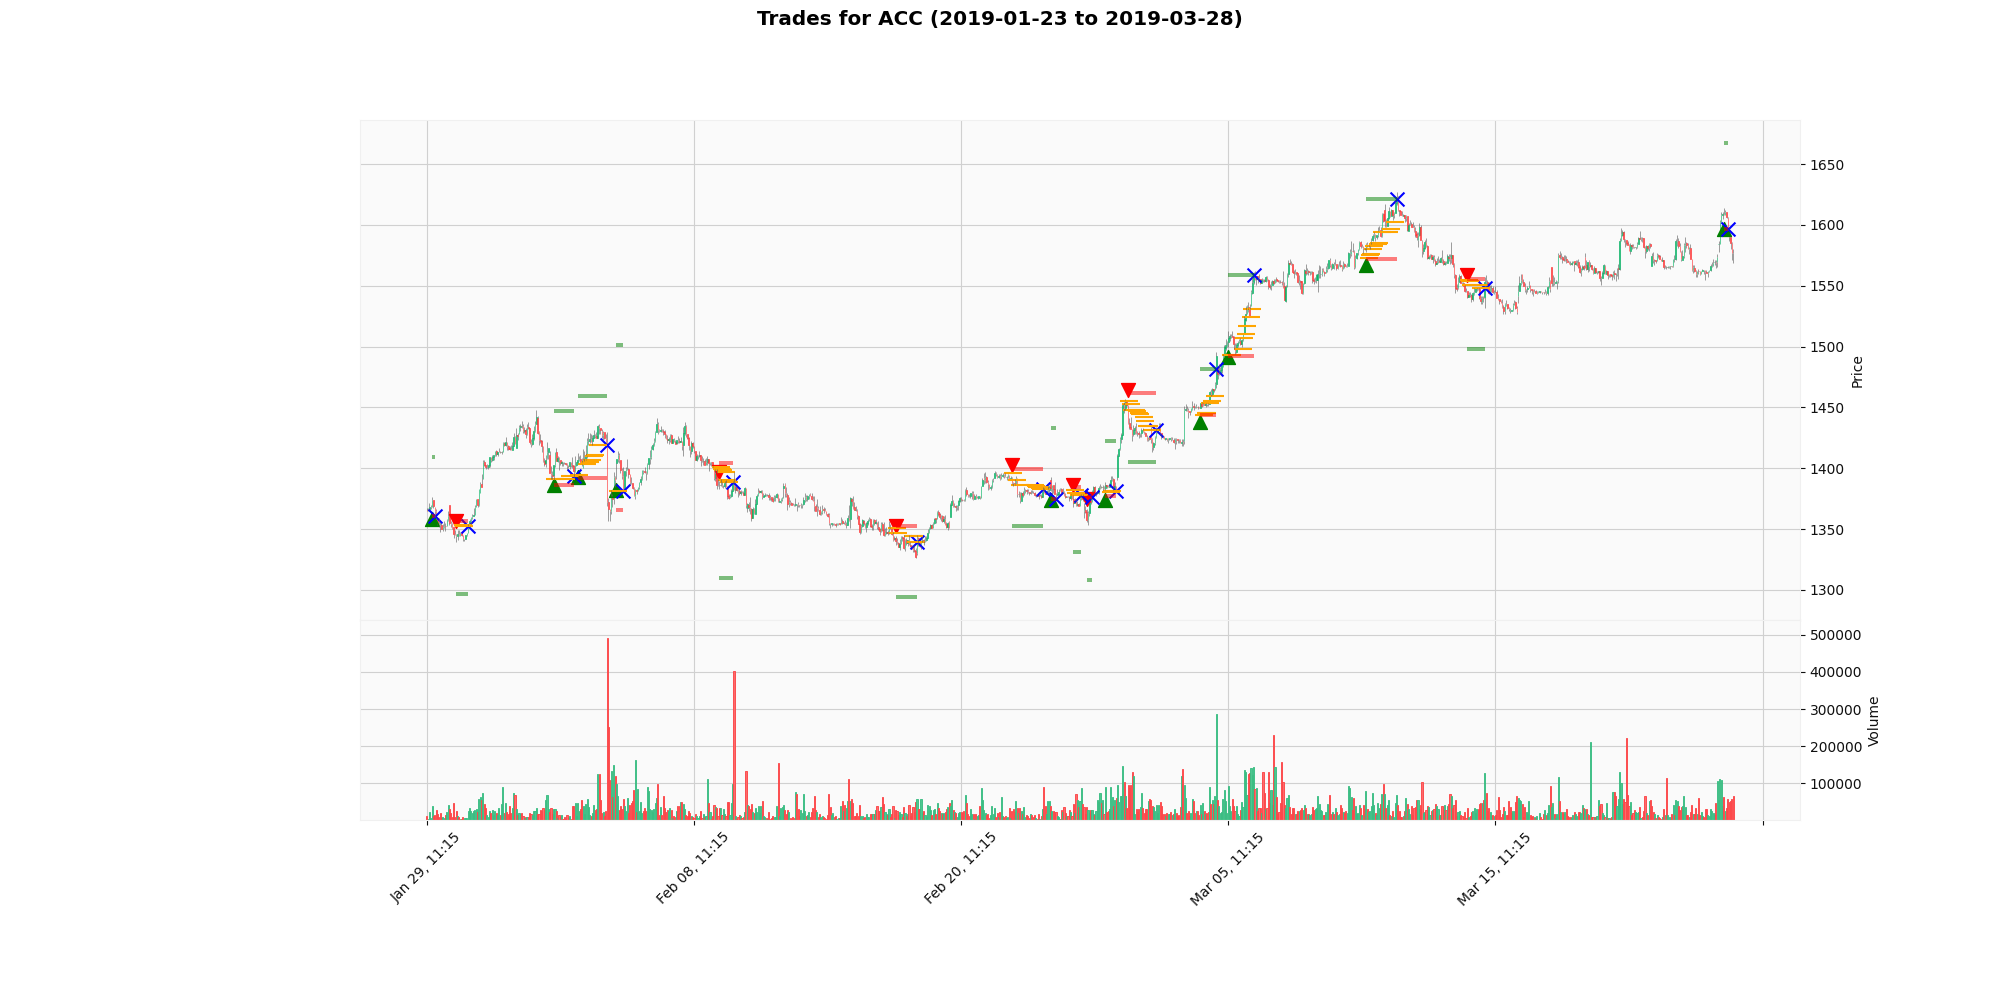 Trades for ACC (2019-01-23 to 2019-03-28)
1650
1600
1550
1500
1450
1400
1350
1300
Price
500000
400000
300000
200000
100000
Volume
Jan 29, 11:15
Feb 08, 11:15
Feb 20, 11:15
Mar 05, 11:15
Mar 15, 11:15